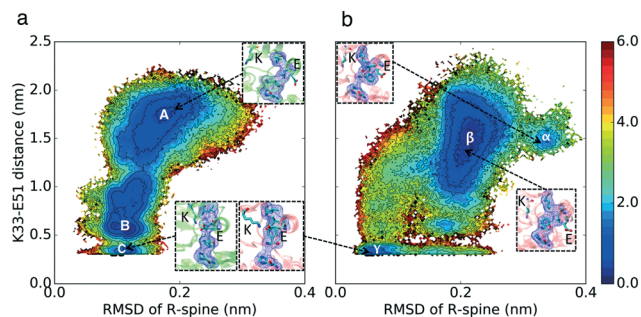 a
b
2.5
2.0
1.5
1.0
0.5
0.0
K33-E51 distance (nm)
A
B
C
K
E
K
E
0.0
0.2
0.4
RMSD of R-spine (nm)
K
E
β
α
γ
K
E
0.0
0.2
0.4
RMSD of R-spine (nm)
6.0
4.0
2.0
0.0